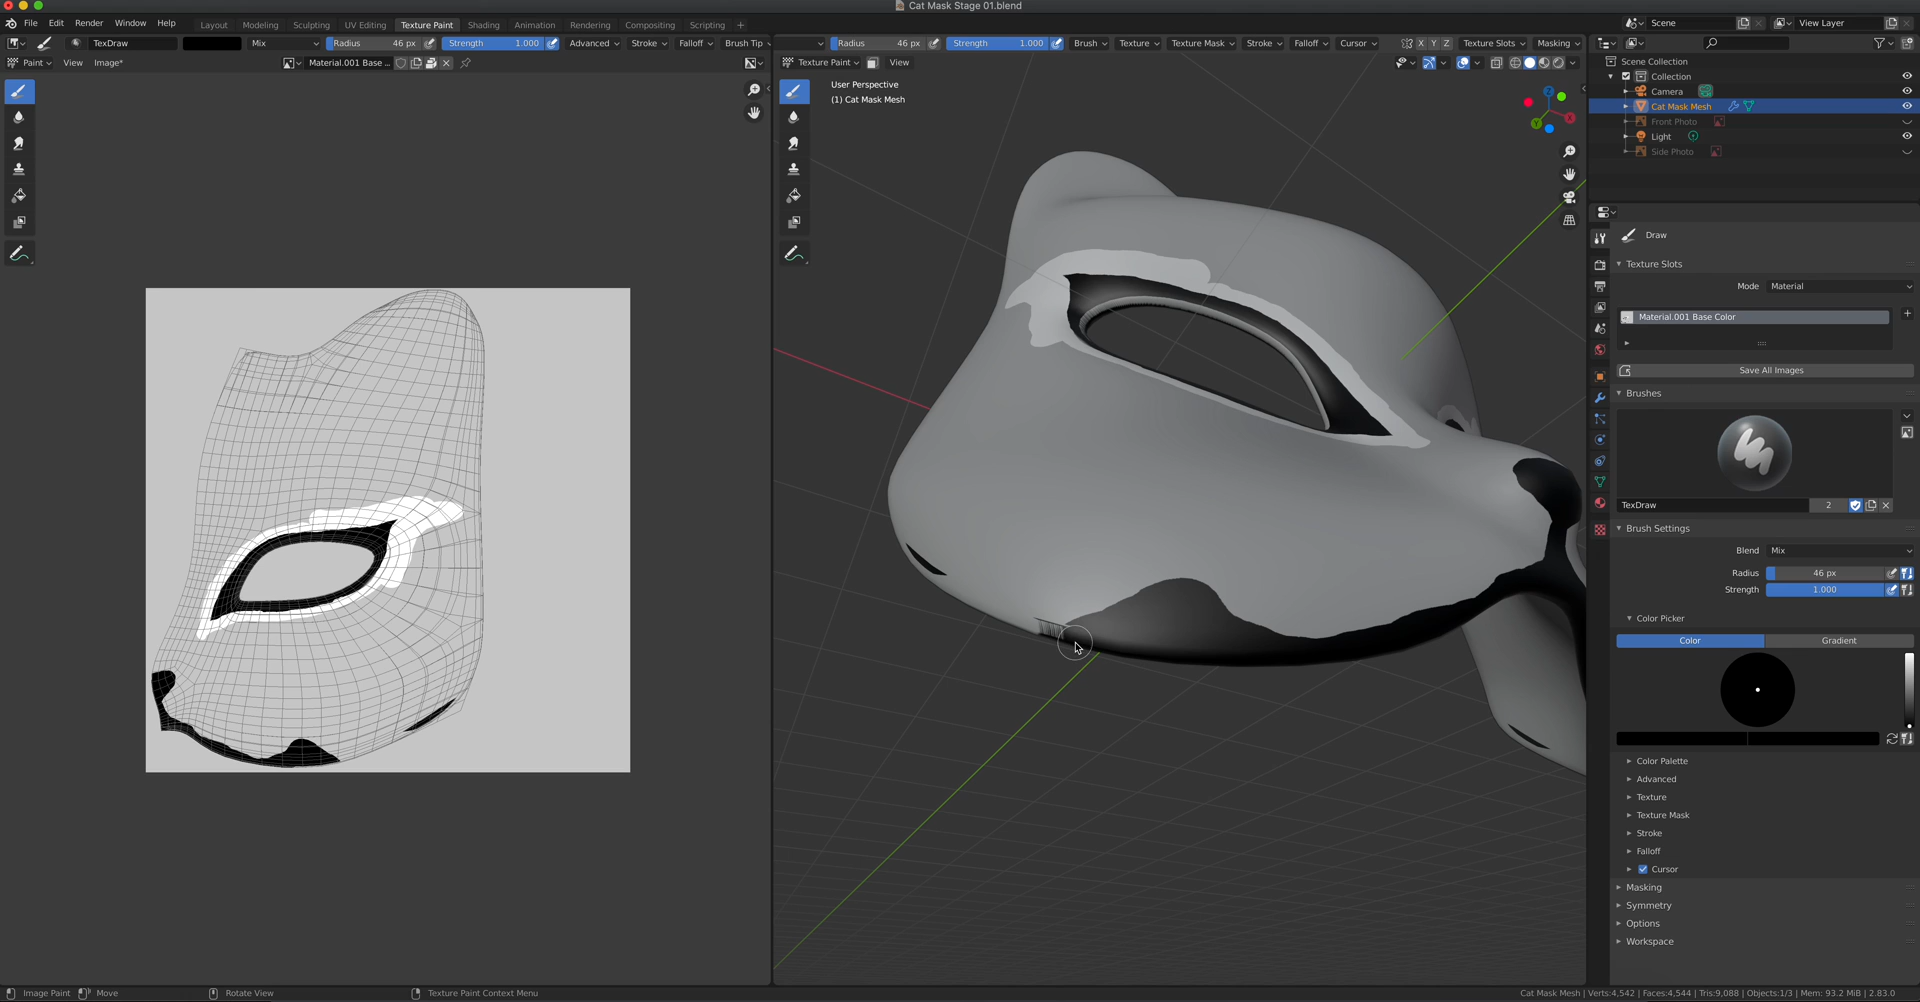 Cat Mask Stage 01.blend
File Edit Render Window Help Layout Modeling Sculpting UV Editing Texture Paint Shading Animation Rendering Compositing Scripting + Scene View Layer
TexDraw Mix Radius 46 px Strength 1.000 Advanced Stroke Falloff Brush Tip
Radius 46 px Strength 1.000 Brush Texture Texture Mask Stroke Falloff Cursor X Y Z Texture Slots Masking
Paint View Image* Material.001 Base ...
Texture Paint View
User Perspective
(1) Cat Mask Mesh
Z
X
Y
Scene Collection
Collection
Camera
Cat Mask Mesh
Front Photo
Light
Side Photo
Draw
Texture Slots
Mode Material
Material.001 Base Color
Save All Images
Brushes
TexDraw 2
Brush Settings
Blend Mix
Radius 46 px
Strength 1.000
Color Picker
Color Gradient
Color Palette
Advanced
Texture
Texture Mask
Stroke
Falloff
Cursor
Masking
Symmetry
Options
Workspace
Image Paint Move Rotate View Texture Paint Context Menu Cat Mask Mesh | Verts:4,542 | Faces:4,544 | Tris:9,088 | Objects:1/3 | Mem: 93.2 MiB | 2.83.0